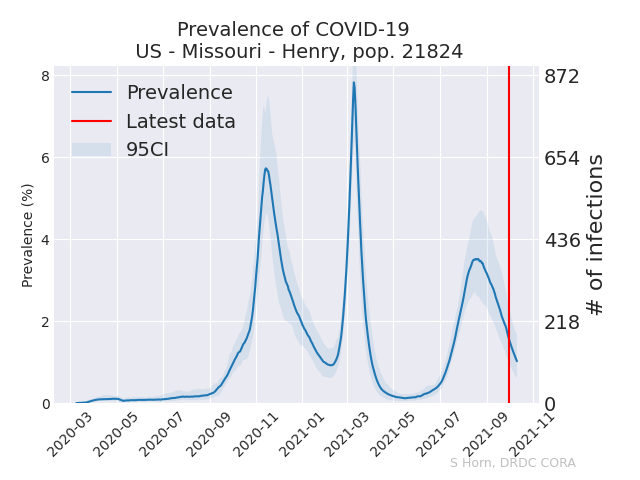 Prevalence of COVID-19
US - Missouri - Henry, pop. 21824
Prevalence
Latest data
95CI
Prevalence (%)
8
6
4
2
0
872
654
436
218
0
# of infections
2020-03
2020-05
2020-07
2020-09
2020-11
2021-01
2021-03
2021-05
2021-07
2021-09
2021-11
S Horn, DRDC CORA